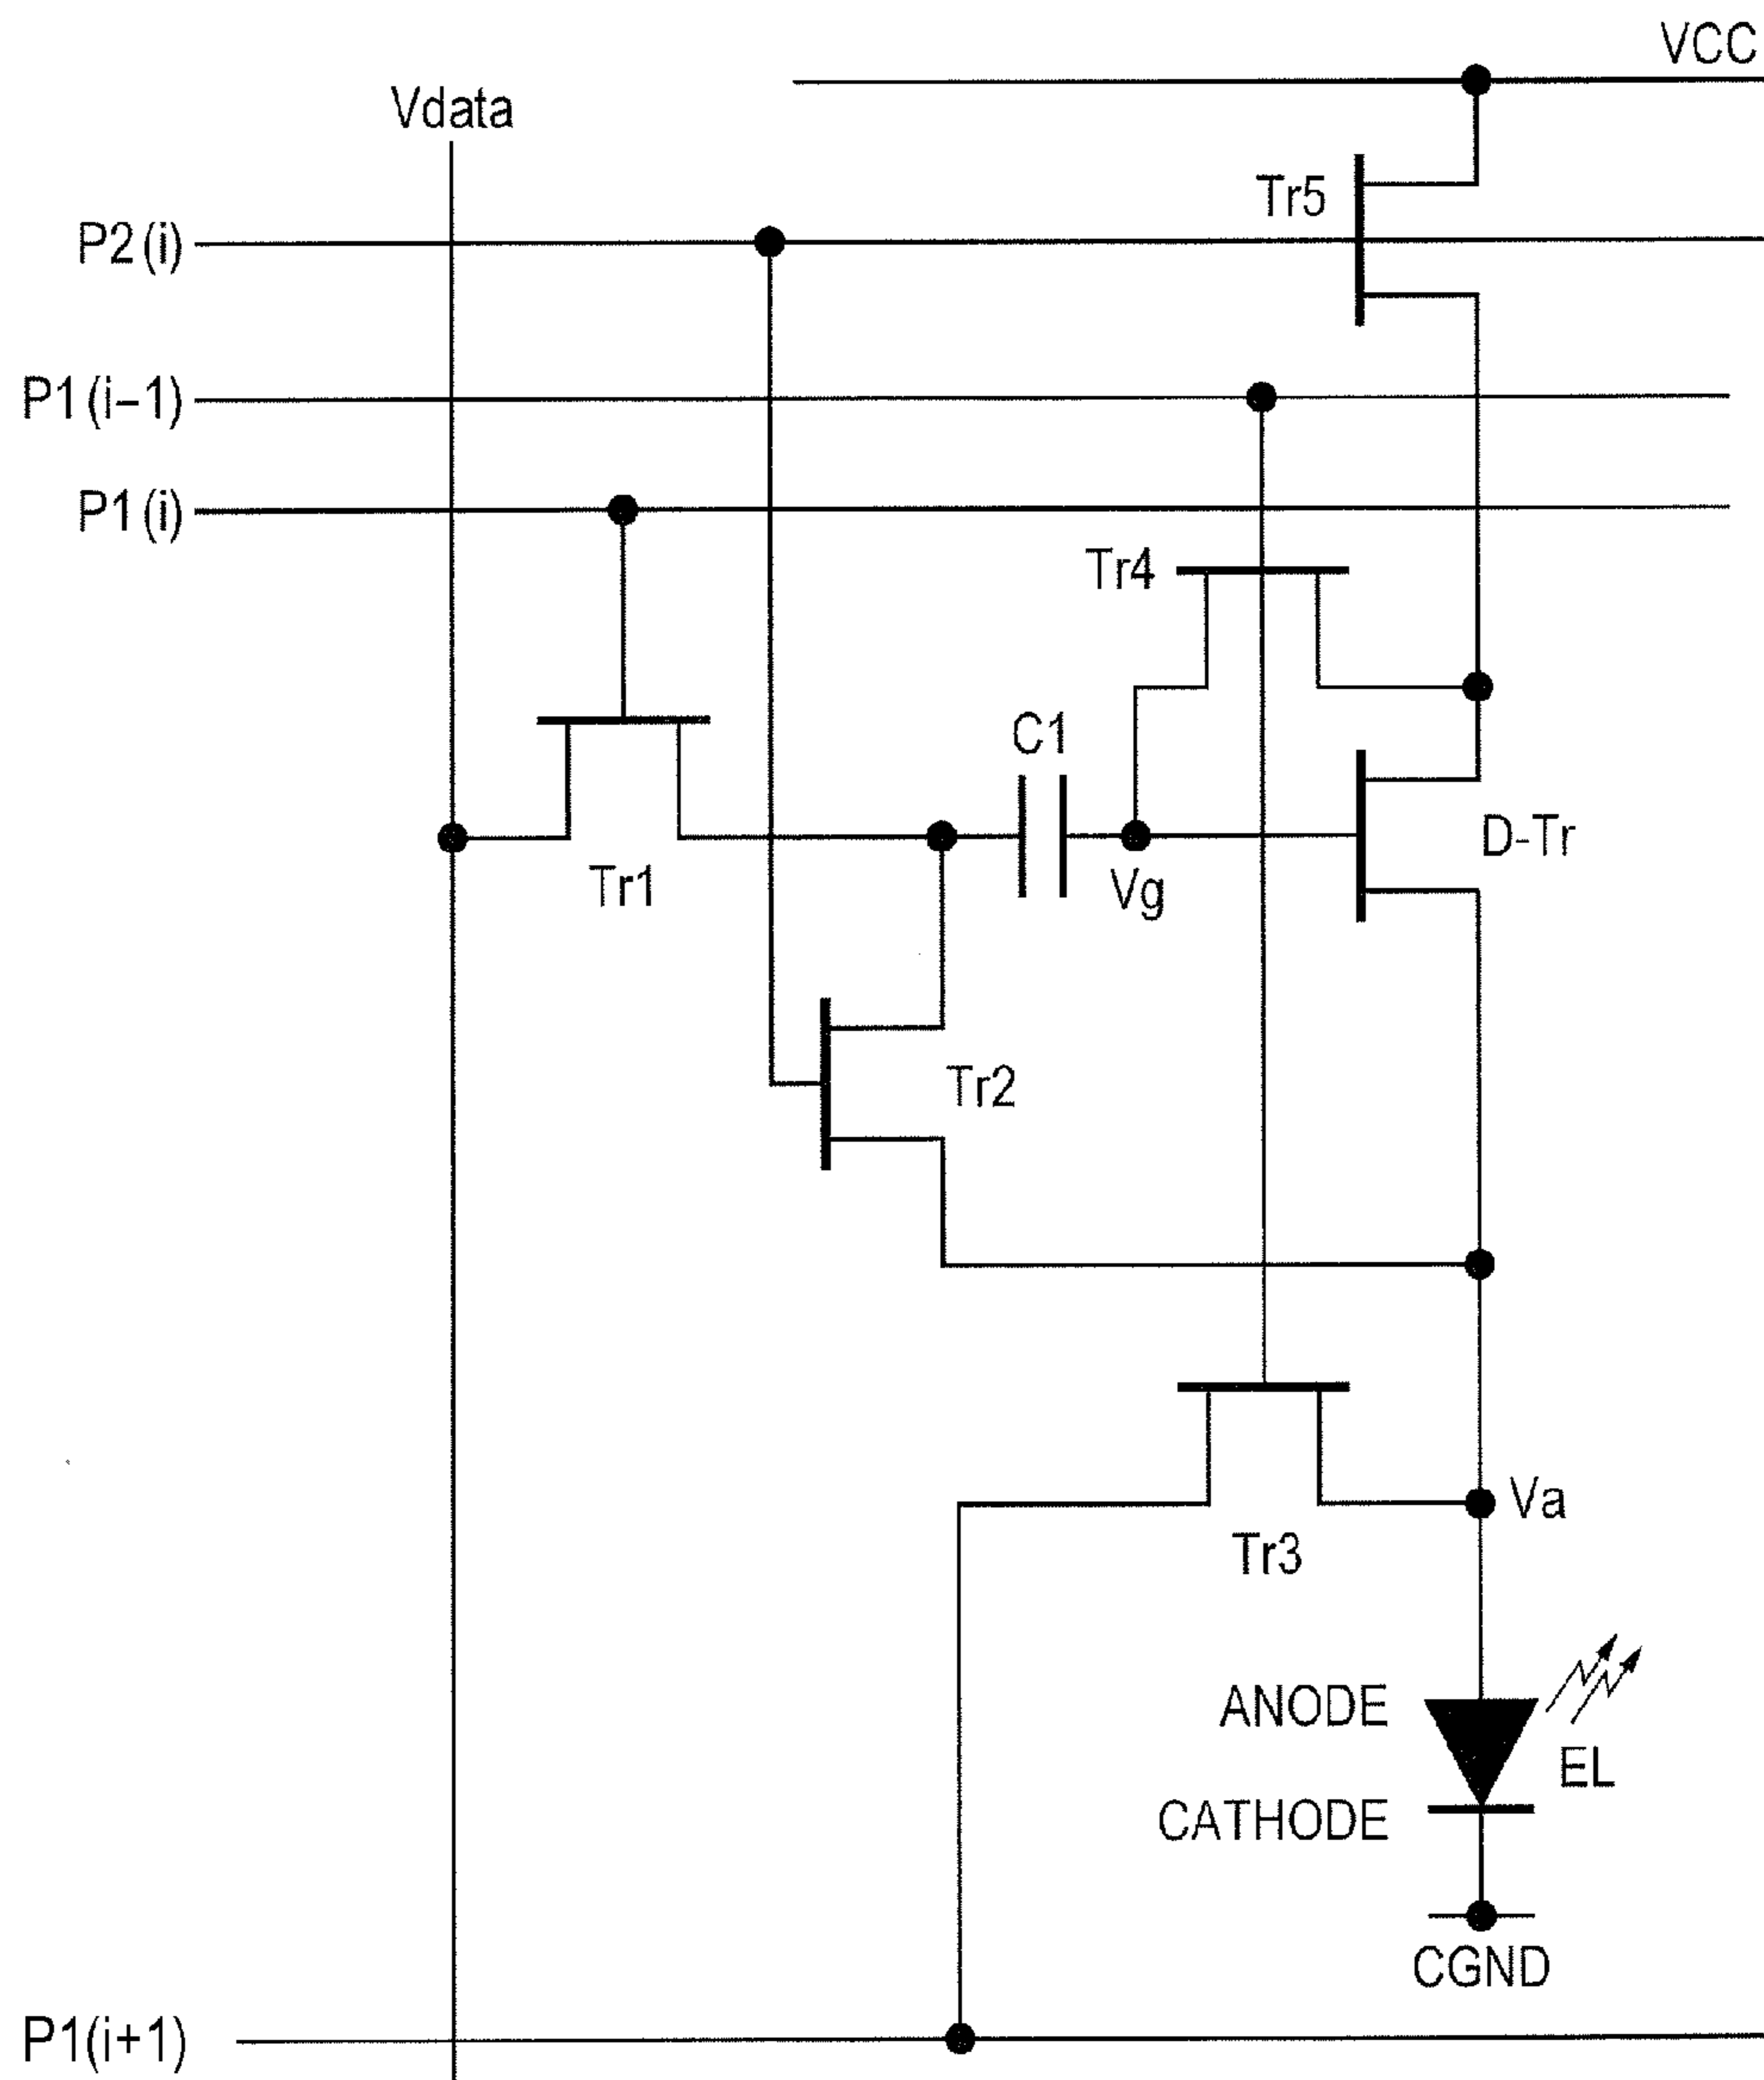 VCC
Vdata
Tr5
P2(i)
P1(i–1)
P1(i)
Tr4
C1
D-Tr
Tr1
Vg
Tr2
Va
Tr3
ANODE
EL
CATHODE
CGND
P1(i+1)